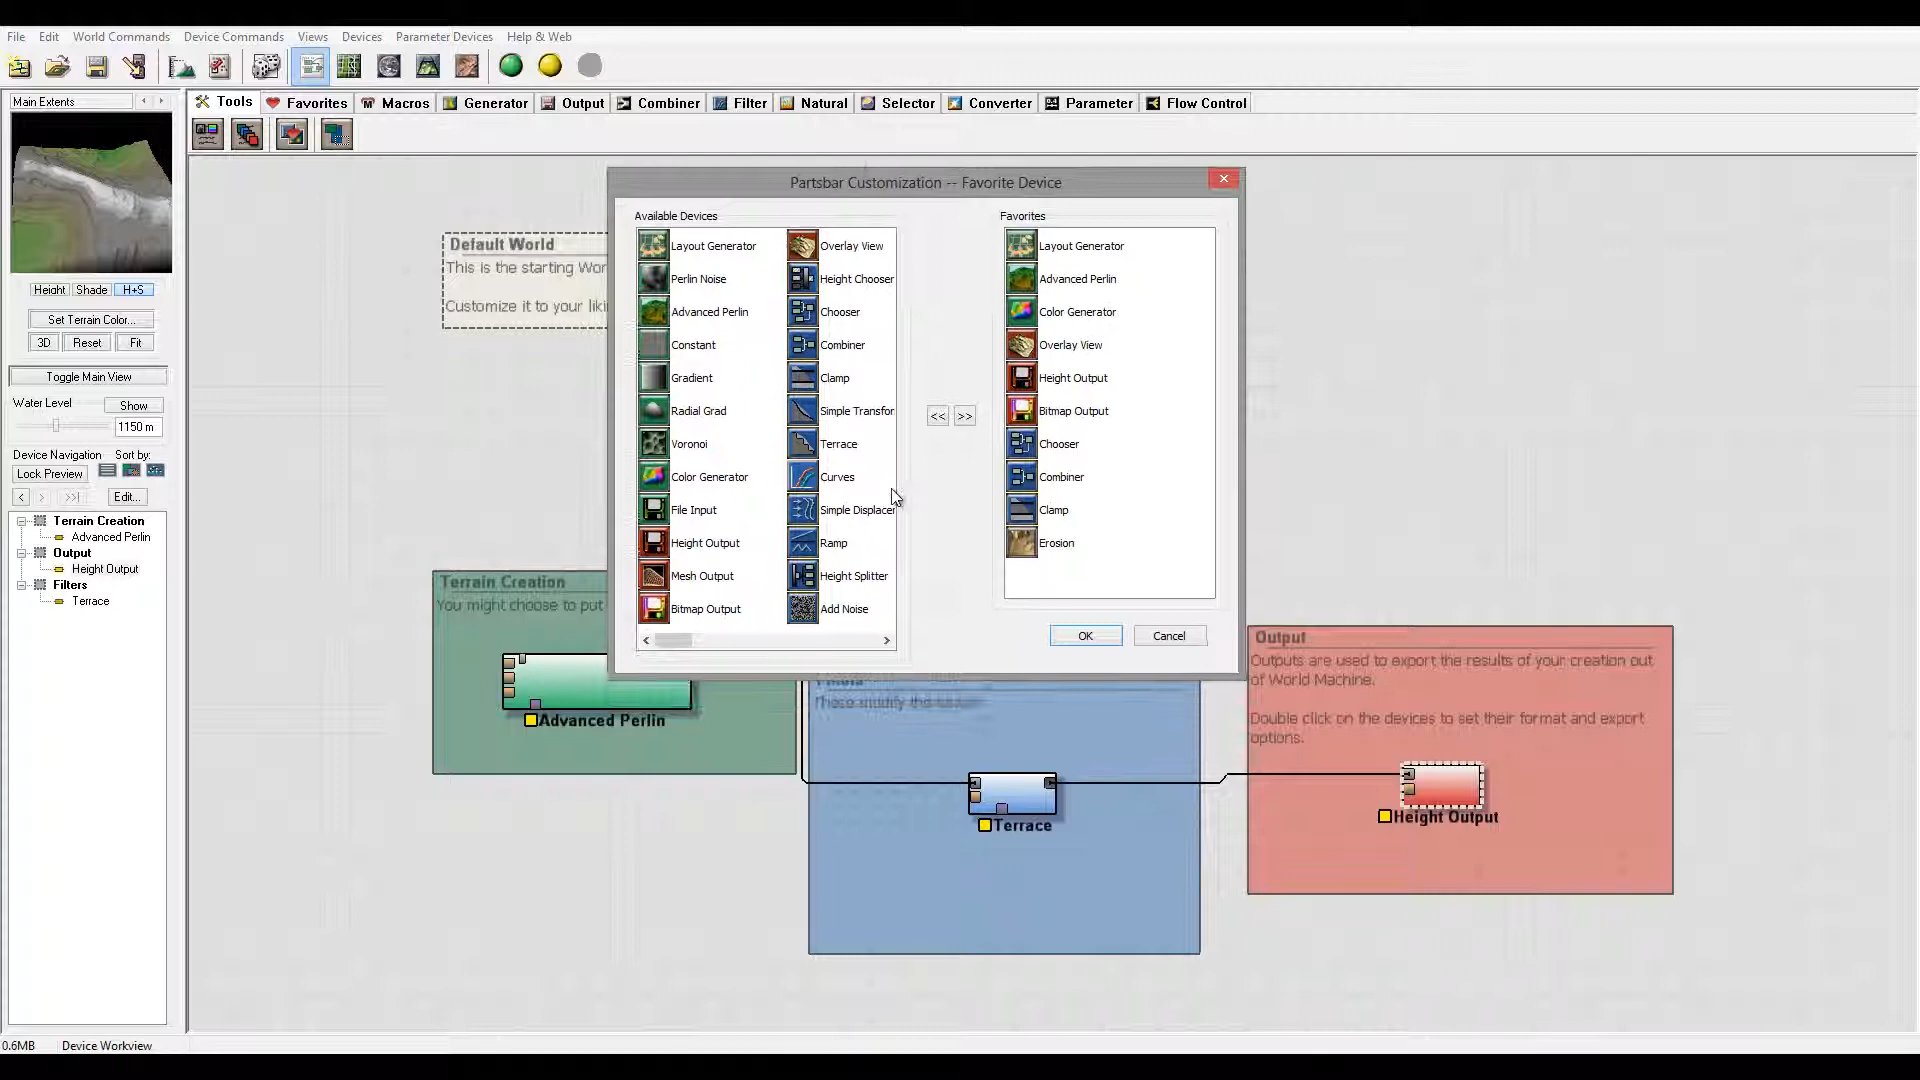 File Edit World Commands Device Commands Views Devices Parameter Devices Help & Web
Main Extents
Tools Favorites Macros Generator Output Combiner Filter Natural Selector Converter Parameter Flow Control
Height Shade H+S
Set Terrain Color...
3D Reset Fit
Toggle Main View
Water Level Show
1150 m
Device Navigation Sort by:
Lock Preview
< > >>| Edit...
Terrain Creation
Advanced Perlin
Output
Height Output
Filters
Terrace
Default World
This is the starting Wor
Customize it to your liki
Partsbar Customization -- Favorite Device
Available Devices
Layout Generator
Perlin Noise
Advanced Perlin
Constant
Gradient
Radial Grad
Voronoi
Color Generator
File Input
Height Output
Mesh Output
Bitmap Output
Overlay View
Height Chooser
Chooser
Combiner
Clamp
Simple Transfor
Terrace
Curves
Simple Displacer
Ramp
Height Splitter
Add Noise
<< >>
Favorites
Layout Generator
Advanced Perlin
Color Generator
Overlay View
Height Output
Bitmap Output
Chooser
Combiner
Clamp
Erosion
OK Cancel
Terrain Creation
You might choose to put
Advanced Perlin
These modify the
Terrace
Output
Outputs are used to export the results of your creation out
of World Machine.
Double click on the devices to set their format and export
options.
Height Output
0.6MB Device Workview